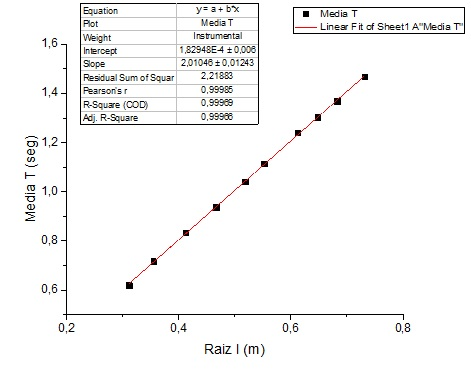 Equation y = a + b*x
Plot Media T
Weight Instrumental
Intercept 1,82948E-4 ± 0,006
Slope 2,01046 ± 0,01243
Residual Sum of Squar 2,21883
Pearson's r 0,99985
R-Square (COD) 0,99969
Adj. R-Square 0,99966
Media T
Linear Fit of Sheet1 A"Media T"
1,6
1,4
1,2
1,0
0,8
0,6
Media T (seg)
0,2 0,4 0,6 0,8
Raiz l (m)